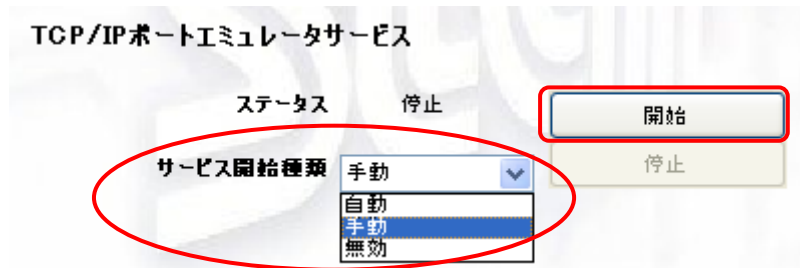 TCP/IPポートエミュレータサービス
ステータス 停止 開始
サービス開始種類 手動 停止
自動
手動
無効